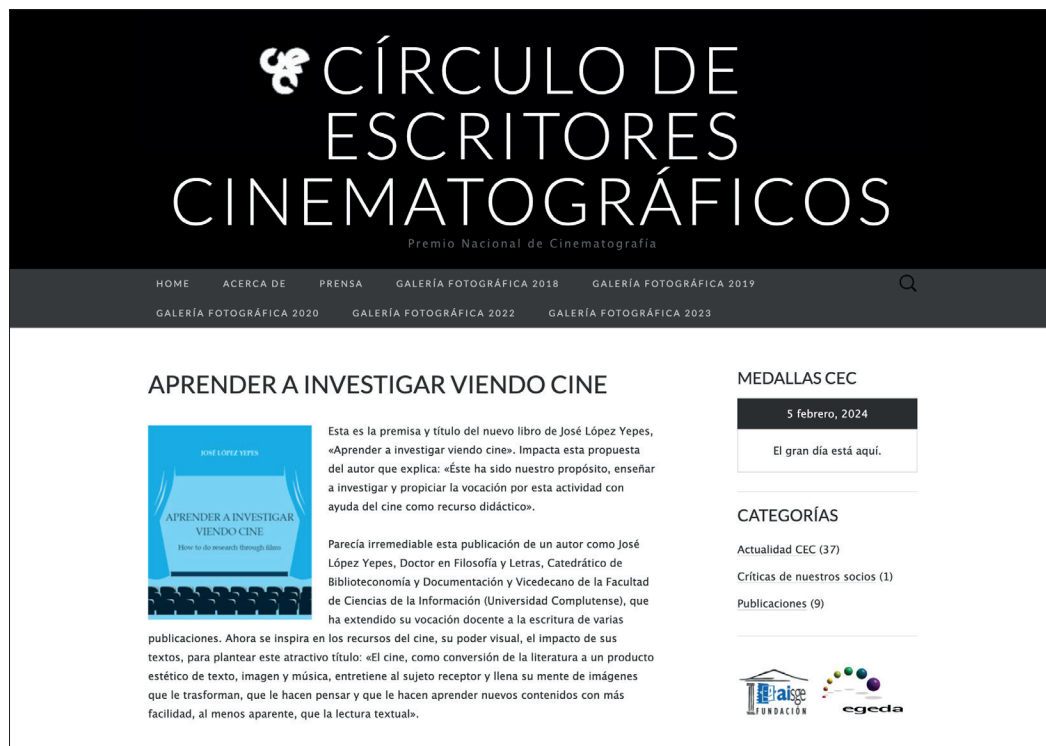 CÍRCULO DE
ESCRITORES
CINEMATOGRÁFICOS
Premio Nacional de Cinematografía
HOME ACERCA DE PRENSA GALERÍA FOTOGRÁFICA 2018 GALERÍA FOTOGRÁFICA 2019
GALERÍA FOTOGRÁFICA 2020 GALERÍA FOTOGRÁFICA 2022 GALERÍA FOTOGRÁFICA 2023
APRENDER A INVESTIGAR VIENDO CINE
JOSÉ LÓPEZ YEPES
APRENDER A INVESTIGAR
VIENDO CINE
How to do research through films
Esta es la premisa y título del nuevo libro de José López Yepes,
«Aprender a investigar viendo cine». Impacta esta propuesta
del autor que explica: «Éste ha sido nuestro propósito, enseñar
a investigar y propiciar la vocación por esta actividad con
ayuda del cine como recurso didáctico».
Parecía irremediable esta publicación de un autor como José
López Yepes, Doctor en Filosofía y Letras, Catedrático de
Biblioteconomía y Documentación y Vicedecano de la Facultad
de Ciencias de la Información (Universidad Complutense), que
ha extendido su vocación docente a la escritura de varias
publicaciones. Ahora se inspira en los recursos del cine, su poder visual, el impacto de sus
textos, para plantear este atractivo título: «El cine, como conversión de la literatura a un producto
estético de texto, imagen y música, entretiene al sujeto receptor y llena su mente de imágenes
que le trasforman, que le hacen pensar y que le hacen aprender nuevos contenidos con más
facilidad, al menos aparente, que la lectura textual».
MEDALLAS CEC
5 febrero, 2024
El gran día está aquí.
CATEGORÍAS
Actualidad CEC (37)
Críticas de nuestros socios (1)
Publicaciones (9)
aisge
FUNDACIÓN
egeda